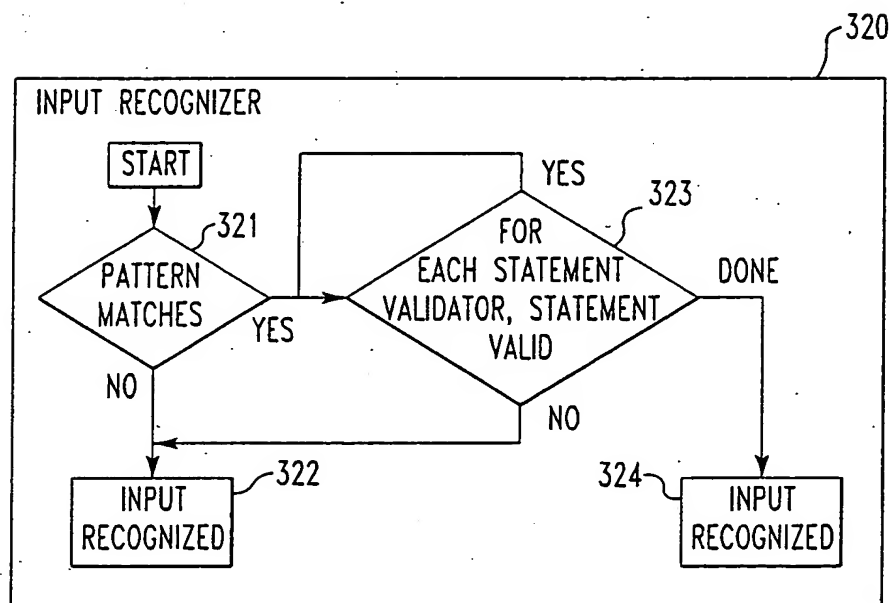 320
INPUT RECOGNIZER
START
321
PATTERN
MATCHES
YES
NO
YES
323
FOR
EACH STATEMENT
VALIDATOR, STATEMENT
VALID
DONE
NO
322
INPUT
RECOGNIZED
324
INPUT
RECOGNIZED